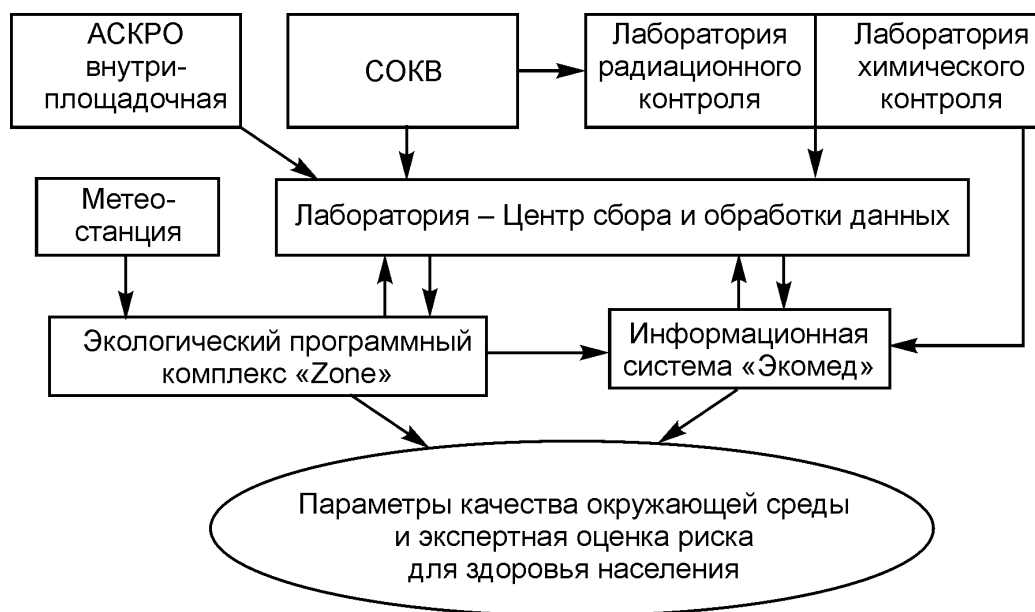 АСКРО
внутри-
площадочная
СОКВ
Лаборатория
радиационного
контроля
Лаборатория
химического
контроля
Метео-
станция
Лаборатория – Центр сбора и обработки данных
Экологический программный
комплекс «Zone»
Информационная
система «Экомед»
Параметры качества окружающей среды
и экспертная оценка риска
для здоровья населения